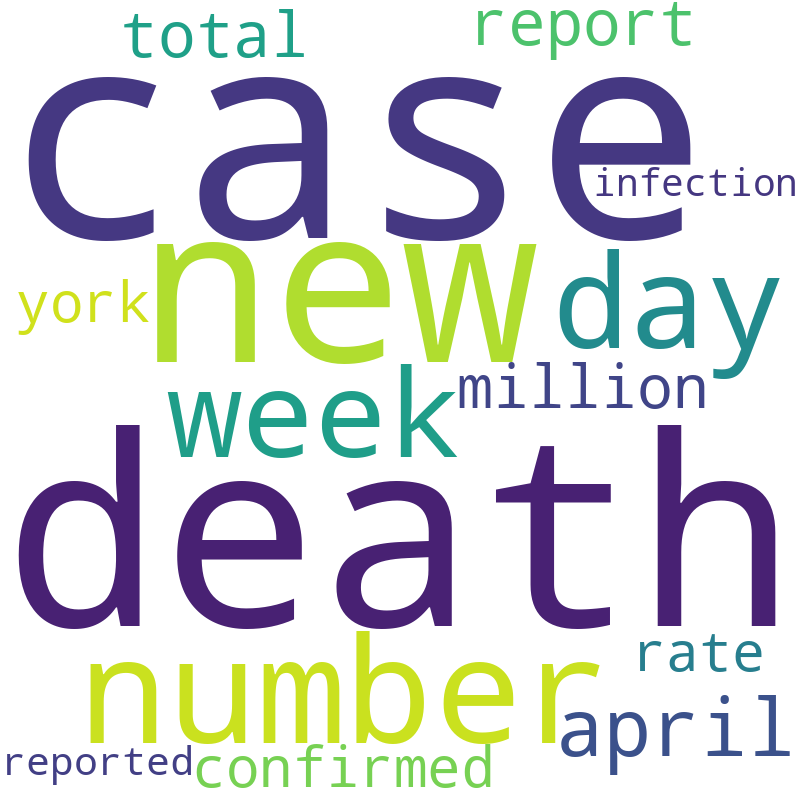 total report
case
infection
new day
york
week million
death
number rate
april
reported confirmed